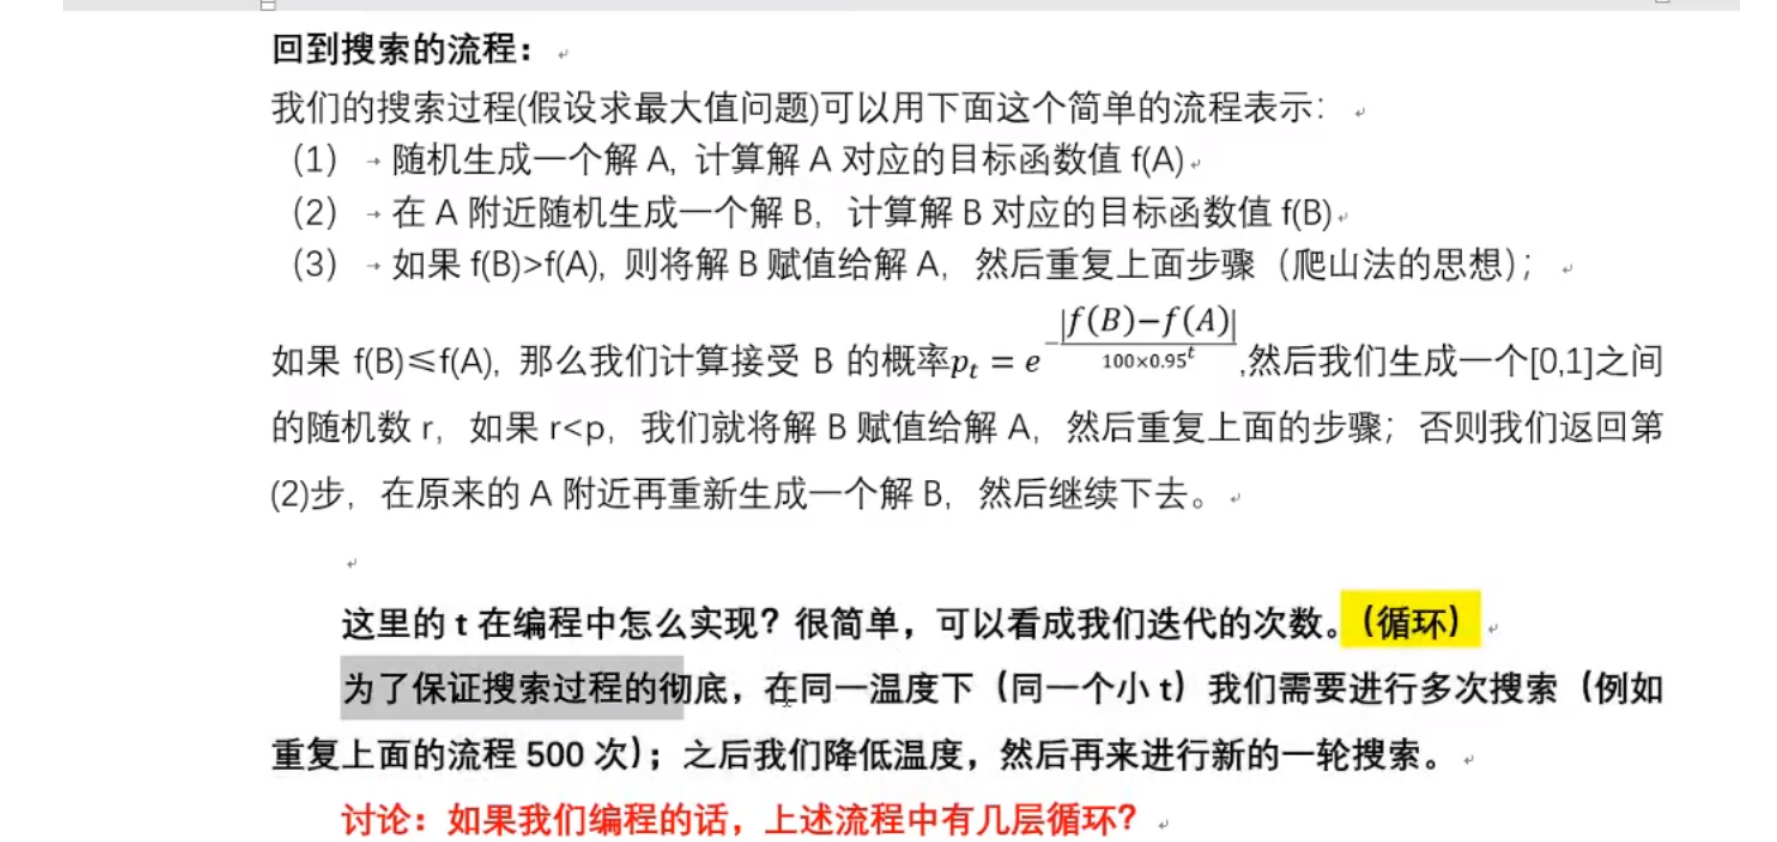 回到搜索的流程：
我们的搜索过程(假设求最大值问题)可以用下面这个简单的流程表示：
(1) 随机生成一个解 A, 计算解 A 对应的目标函数值 f(A)
(2) 在 A 附近随机生成一个解 B，计算解 B 对应的目标函数值 f(B)
(3) 如果 f(B)>f(A), 则将解 B 赋值给解 A，然后重复上面步骤（爬山法的思想）；
如果 f(B)≤f(A), 那么我们计算接受 B 的概率$p_t = e^{-\frac{|f(B)-f(A)|}{100×0.95^t}}$,然后我们生成一个[0,1]之间
的随机数 r，如果 r<p，我们就将解 B 赋值给解 A，然后重复上面的步骤；否则我们返回第
(2)步，在原来的 A 附近再重新生成一个解 B，然后继续下去。
这里的 t 在编程中怎么实现？很简单，可以看成我们迭代的次数。（循环）
为了保证搜索过程的彻底，在同一温度下（同一个小 t）我们需要进行多次搜索（例如
重复上面的流程 500 次）；之后我们降低温度，然后再来进行新的一轮搜索。
讨论：如果我们编程的话，上述流程中有几层循环？